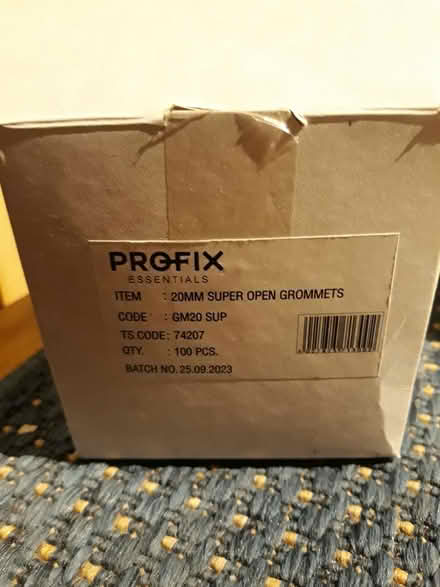 PROFIX
ESSENTIALS
ITEM : 20MM SUPER OPEN GROMMETS
CODE : GM20 SUP
TS.CODE: 74207
QTY. : 100 PCS.
BATCH NO. 25.09.2023